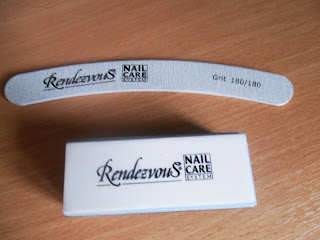 RendezvouS NAIL CARE SYSTEM Grit 180/180
RendezvouS NAIL CARE SYSTEM